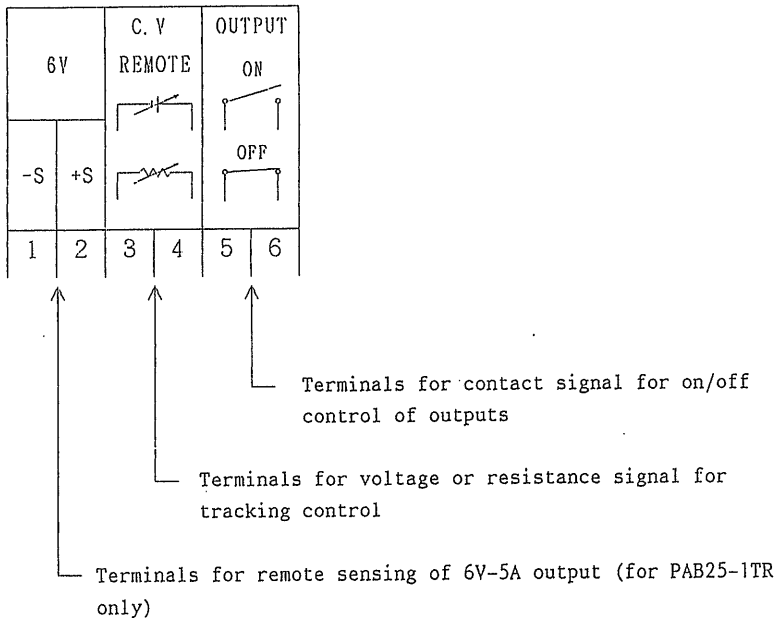 6V
C. V
REMOTE
OUTPUT
ON
OFF
-S
+S
1
2
3
4
5
6
Terminals for contact signal for on/off
control of outputs
Terminals for voltage or resistance signal for
tracking control
Terminals for remote sensing of 6V-5A output (for PAB25-1TR
only)